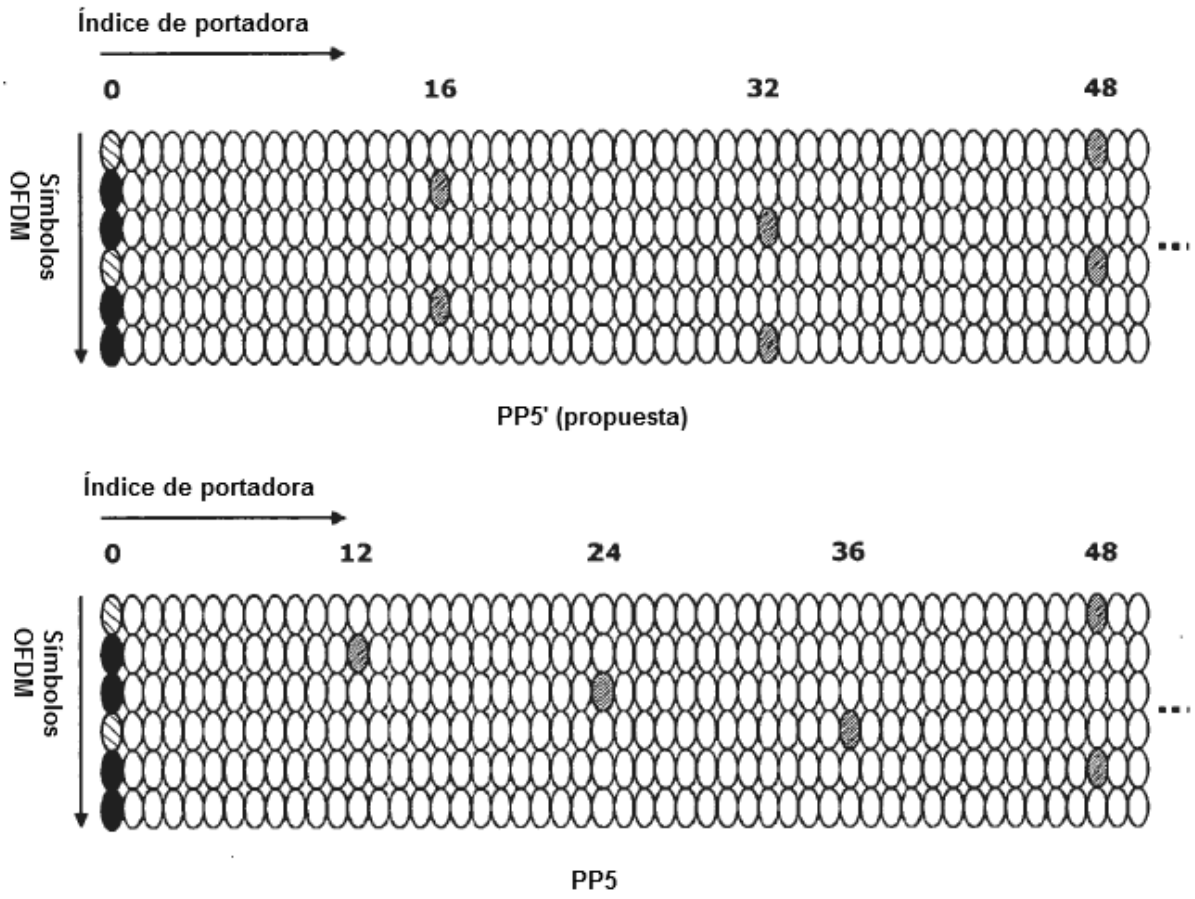 Índice de portadora
0 16 32 48
Símbolos
OFDM
PP5' (propuesta)
Índice de portadora
0 12 24 36 48
Símbolos
OFDM
PP5